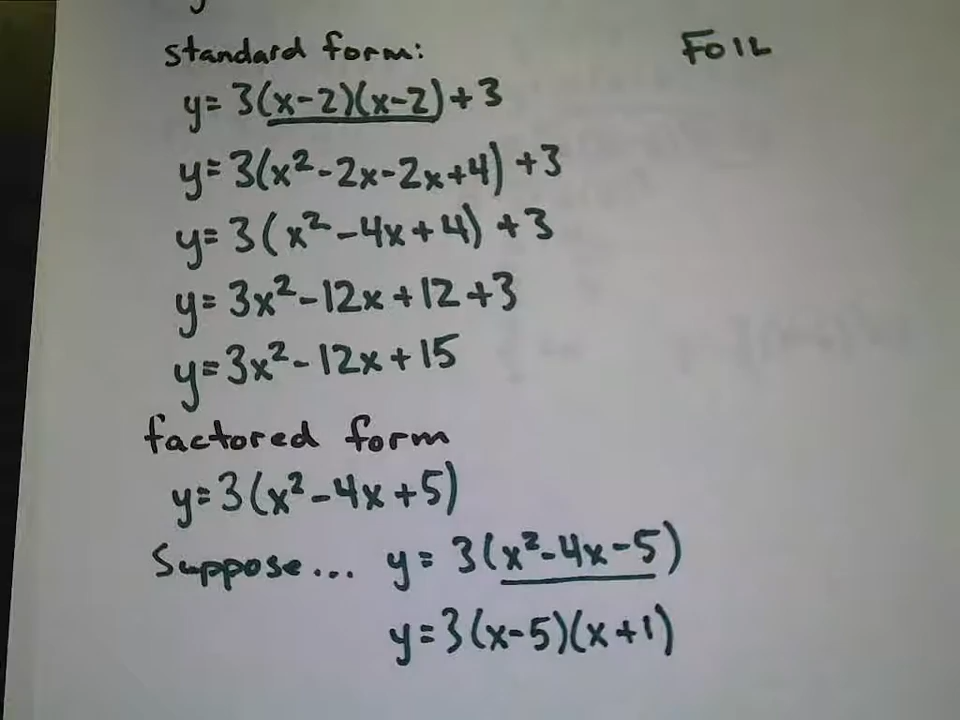 standard form: FOIL
y=3(x-2)(x-2)+3
y=3(x²-2x-2x+4)+3
y=3(x²-4x+4)+3
y=3x²-12x+12+3
y=3x²-12x+15
factored form
y=3(x²-4x+5)
Suppose... y=3(x²-4x-5)
y=3(x-5)(x+1)